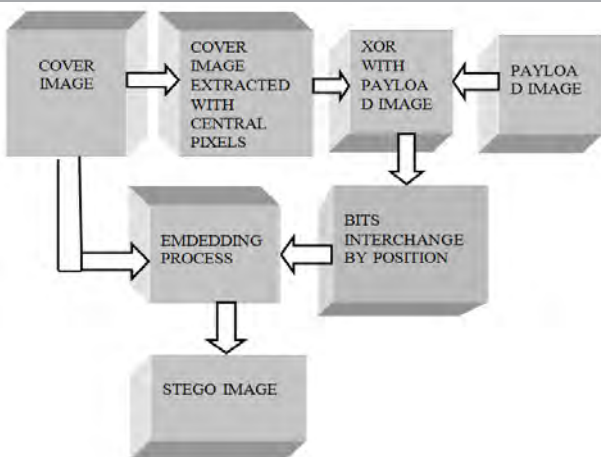 COVER
IMAGE
COVER
IMAGE
EXTRACTED
WITH
CENTRAL
PIXELS
XOR
WITH
PAYLOA
D IMAGE
PAYLOA
D IMAGE
EMDEDDING
PROCESS
BITS
INTERCHANGE
BY POSITION
STEGO IMAGE